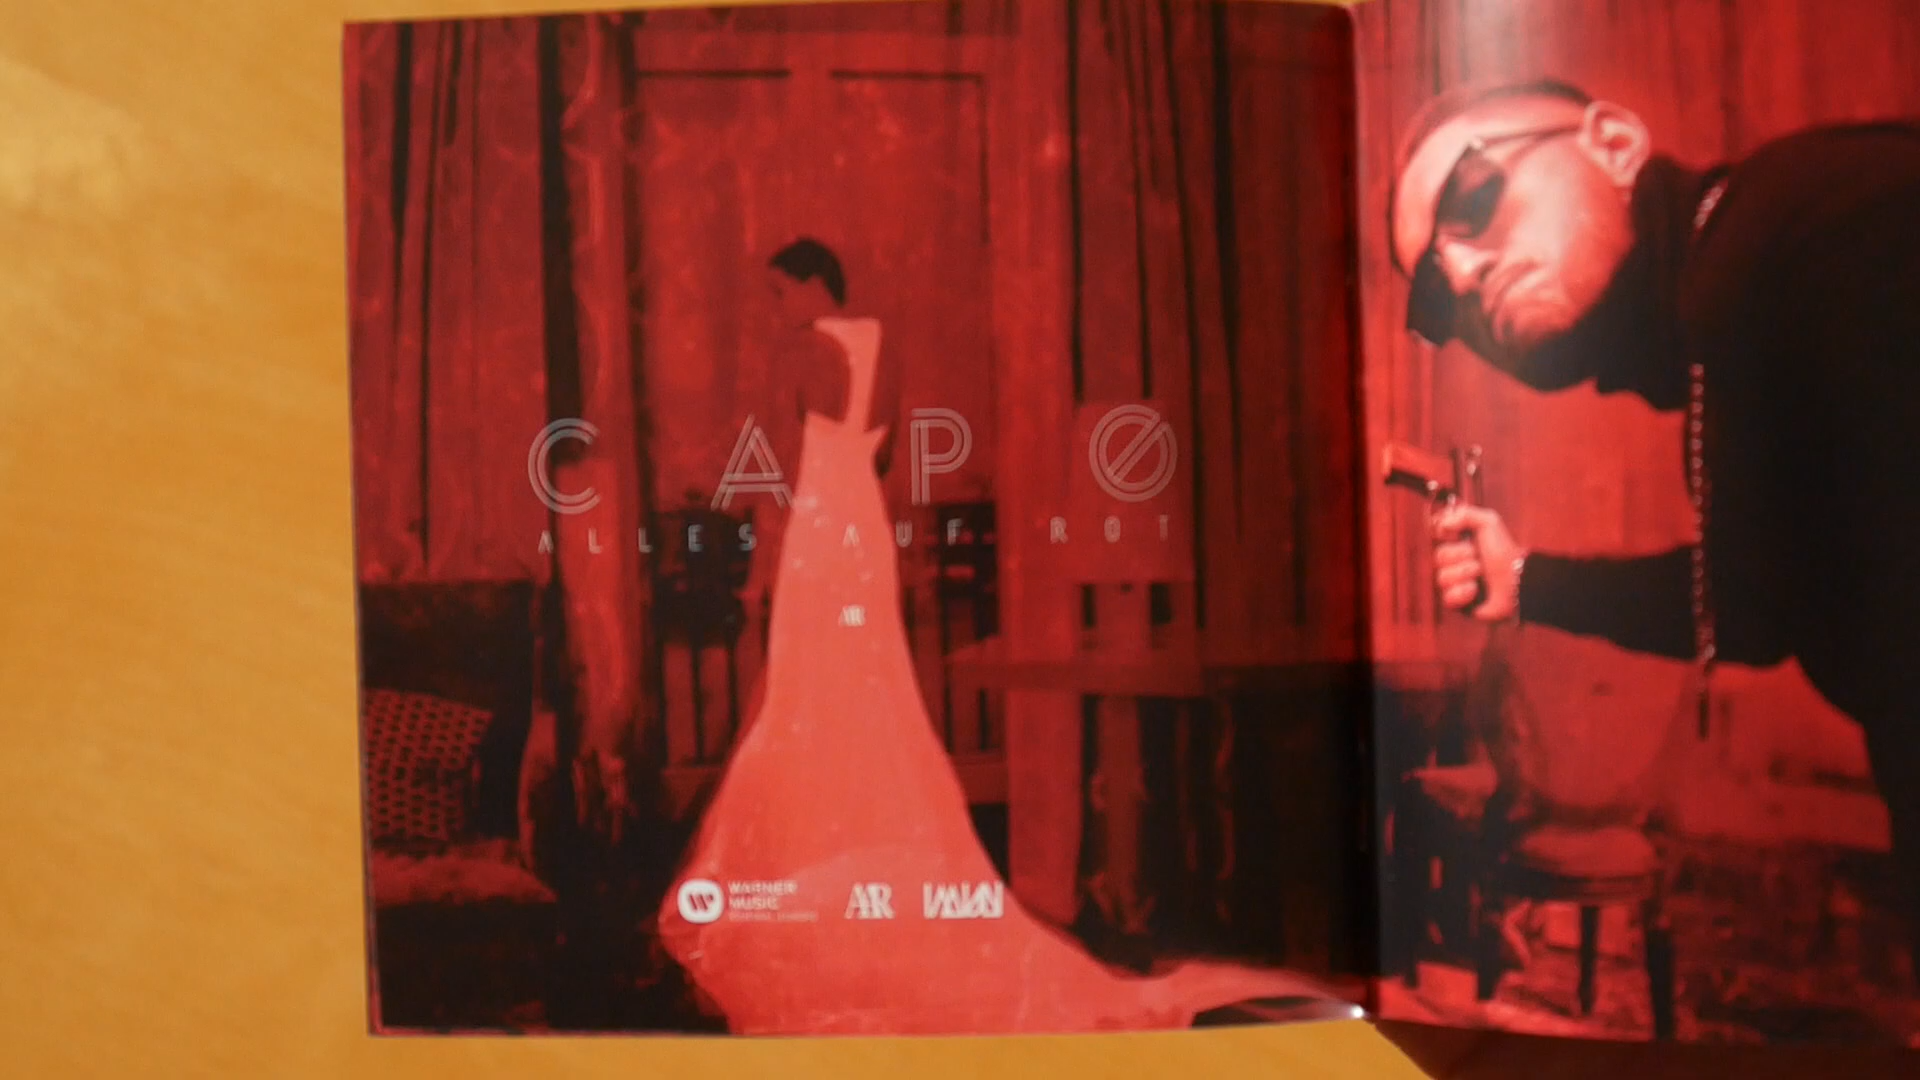 CAPØ
ALLES AUF ROT
AR
WARNER
MUSIC
AR